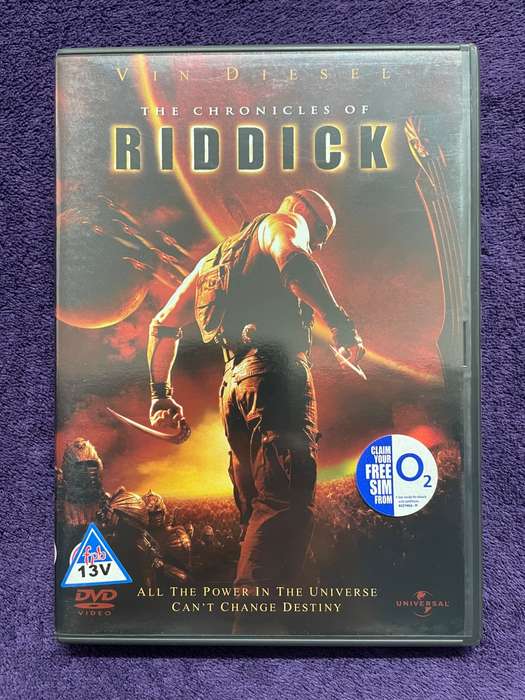 VIN DIESEL
THE CHRONICLES OF
RIDDICK
CLAIM
YOUR
FREE
SIM
FROM
O2
fpb
13V
DVD
VIDEO
ALL THE POWER IN THE UNIVERSE
CAN'T CHANGE DESTINY
UNIVERSAL